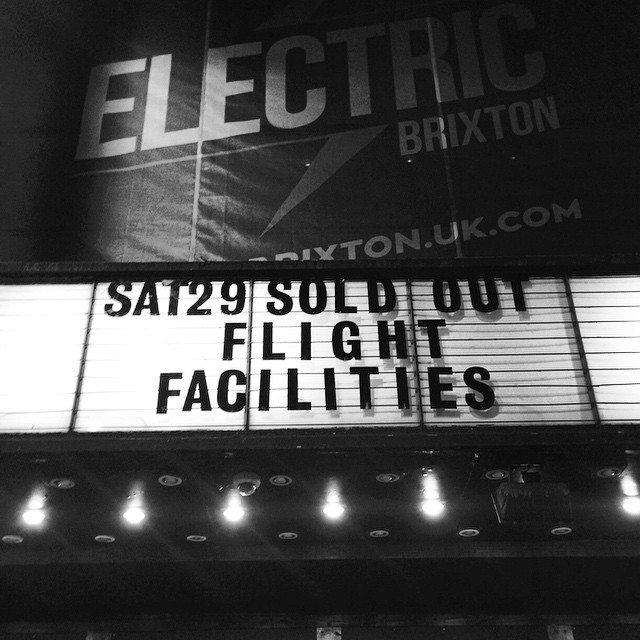 ELECTRIC
BRIXTON
BRIXTON.UK.COM
SAT29 SOLD OUT
FLIGHT
FACILITIES